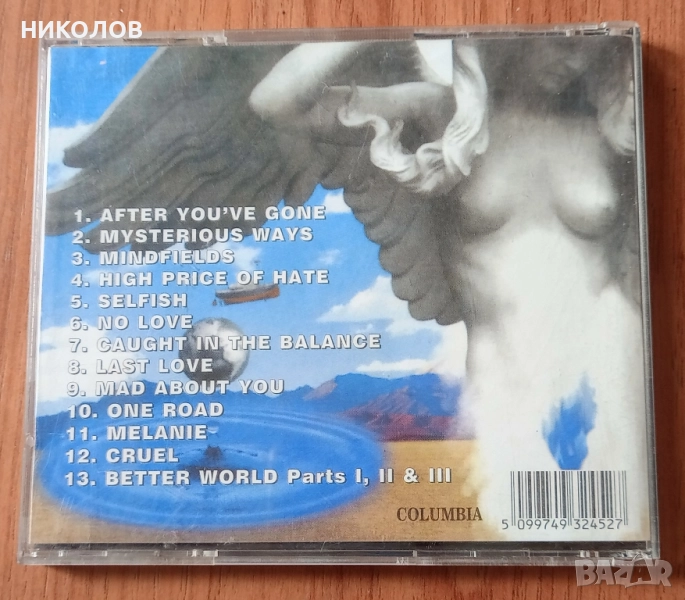 НИКОЛОВ
1. AFTER YOU'VE GONE
2. MYSTERIOUS WAYS
3. MINDFIELDS
4. HIGH PRICE OF HATE
5. SELFISH
6. NO LOVE
7. CAUGHT IN THE BALANCE
8. LAST LOVE
9. MAD ABOUT YOU
10. ONE ROAD
11. MELANIE
12. CRUEL
13. BETTER WORLD Parts I, II & III
COLUMBIA
5 099749 324527
BAZAR